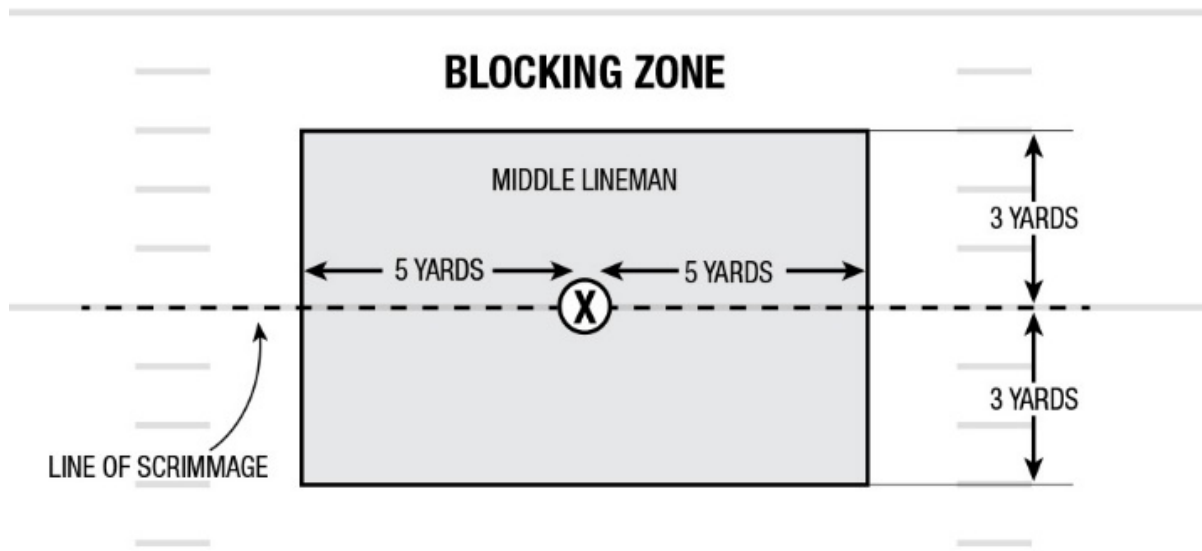 BLOCKING ZONE
MIDDLE LINEMAN
3 YARDS
5 YARDS
5 YARDS
X
3 YARDS
LINE OF SCRIMMAGE